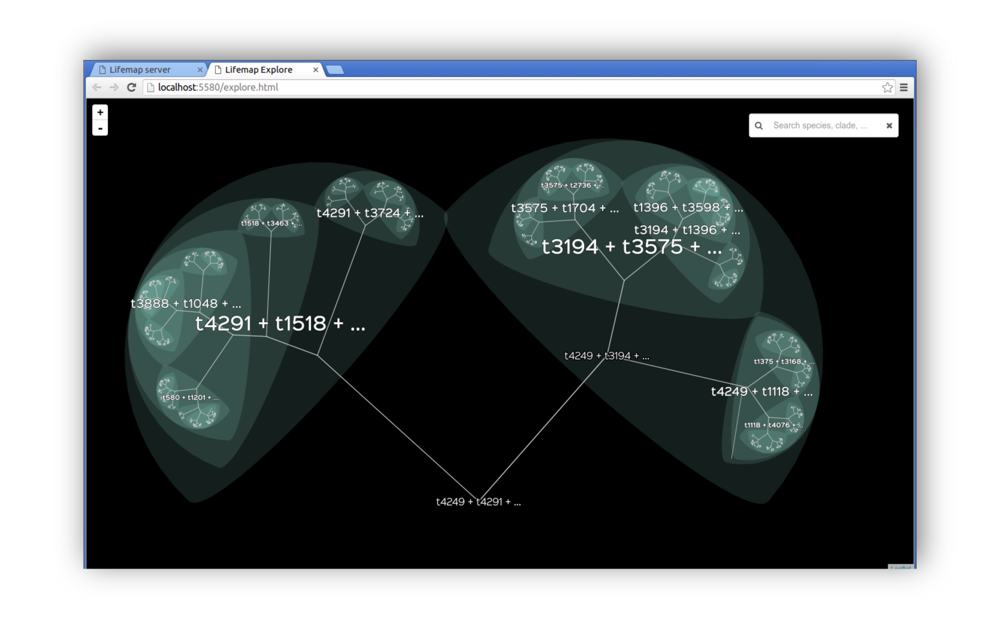 Lifemap server
Lifemap Explore
localhost:5580/explore.html
+
-
Search species, clade, ...
t3575 + t2736 + ...
t3575 + t1704 + ...
t1396 + t3598 + ...
t4291 + t3724 + ...
t1518 + t3463 + ...
t3194 + t1396 + ...
t3194 + t3575 + ...
t3888 + t1048 + ...
t4291 + t1518 + ...
t4249 + t3194 + ...
t1375 + t3168 + ...
t4249 + t1118 + ...
t580 + t1201 + ...
t1118 + t4076 + ...
t4249 + t4291 + ...
Leaflet